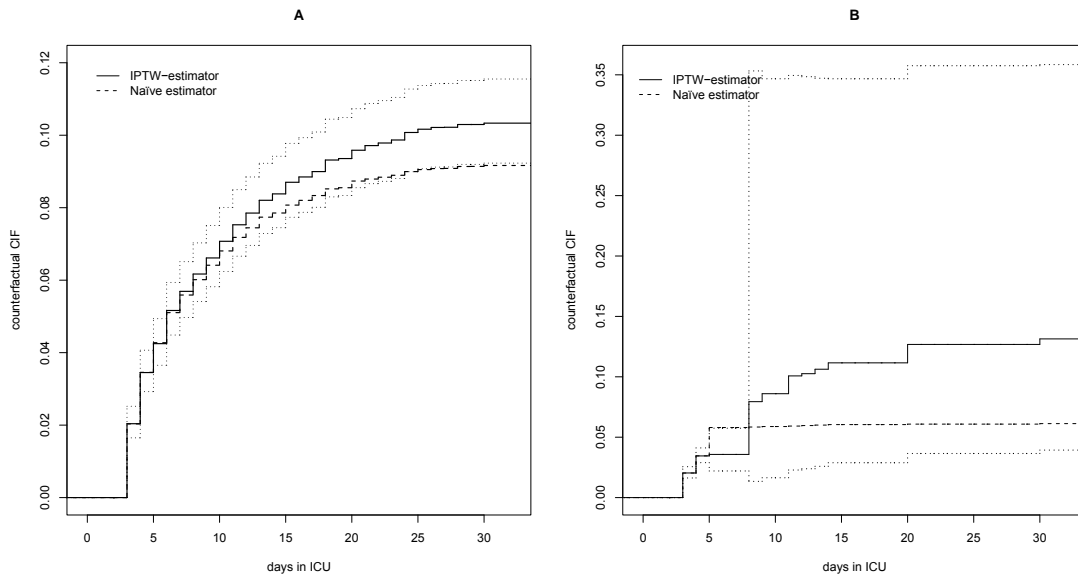 A
counterfactual CIF
0.12
0.10
0.08
0.06
0.04
0.02
0.00
IPTW−estimator
Naïve estimator
0 5 10 15 20 25 30
days in ICU
B
counterfactual CIF
0.35
0.30
0.25
0.20
0.15
0.10
0.05
0.00
IPTW−estimator
Naïve estimator
0 5 10 15 20 25 30
days in ICU